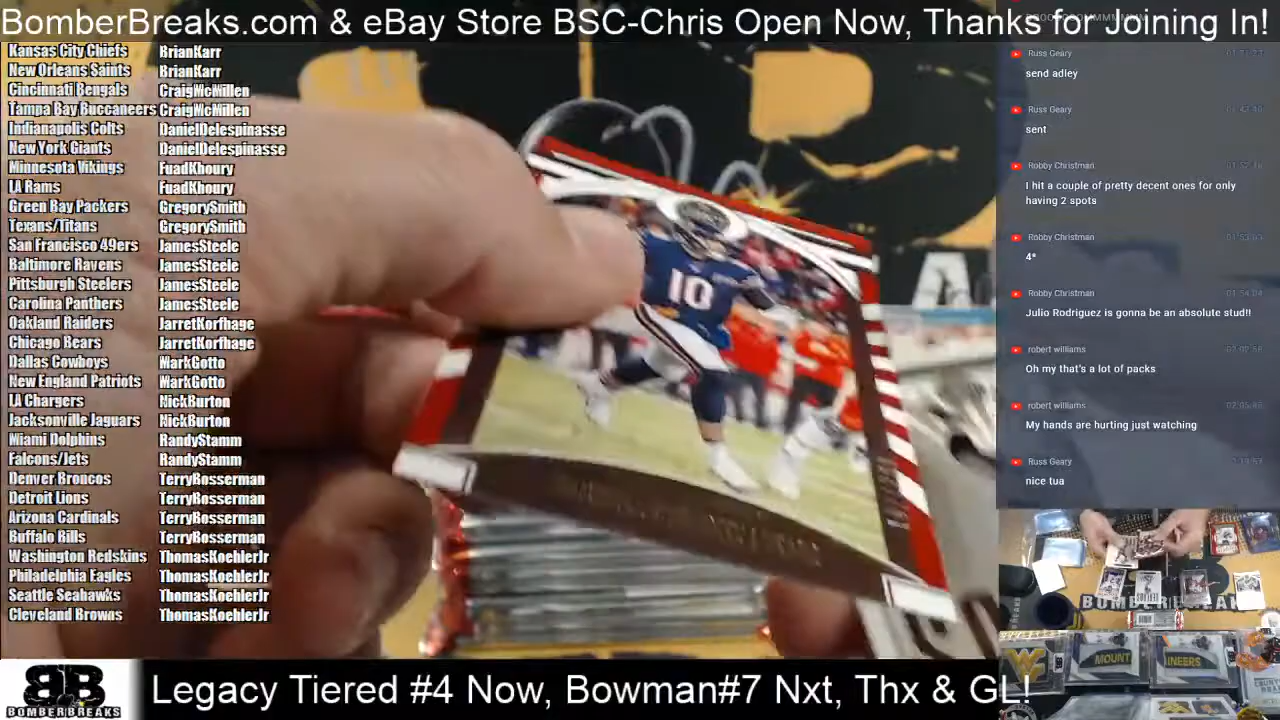 BomberBreaks.com & eBay Store BSC-Chris Open Now, Thanks for Joining In!
Kansas City Chiefs BrianKarr
New Orleans Saints BrianKarr
Cincinnati Bengals CraigMcMillen
Tampa Bay Buccaneers CraigMcMillen
Indianapolis Colts DanielDelespinasse
New York Giants DanielDelespinasse
Minnesota Vikings FuadKhoury
LA Rams FuadKhoury
Green Bay Packers GregorySmith
Texans/Titans GregorySmith
San Francisco 49ers JamesSteele
Baltimore Ravens JamesSteele
Pittsburgh Steelers JamesSteele
Carolina Panthers JamesSteele
Oakland Raiders JarretKorfhage
Chicago Bears JarretKorfhage
Dallas Cowboys MarkGotto
New England Patriots MarkGotto
LA Chargers NickBurton
Jacksonville Jaguars NickBurton
Miami Dolphins RandyStamm
Falcons/Jets RandyStamm
Denver Broncos TerryRosserman
Detroit Lions TerryRosserman
Arizona Cardinals TerryRosserman
Buffalo Bills TerryRosserman
Washington Redskins ThomasKoehlerJr
Philadelphia Eagles ThomasKoehlerJr
Seattle Seahawks ThomasKoehlerJr
Cleveland Browns ThomasKoehlerJr
10
Russ Geary
send adley
Russ Geary
sent
Robby Christman
I hit a couple of pretty decent ones for only
having 2 spots
Robby Christman
4*
Robby Christman
Julio Rodriguez is gonna be an absolute stud!!
robert williams
Oh my that's a lot of packs
robert williams
My hands are hurting just watching
Russ Geary
nice tua
BOMBERBREAK
MOUNT
INEERS
BB
BOMBERBREAKS
Legacy Tiered #4 Now, Bowman#7 Nxt, Thx & GL!